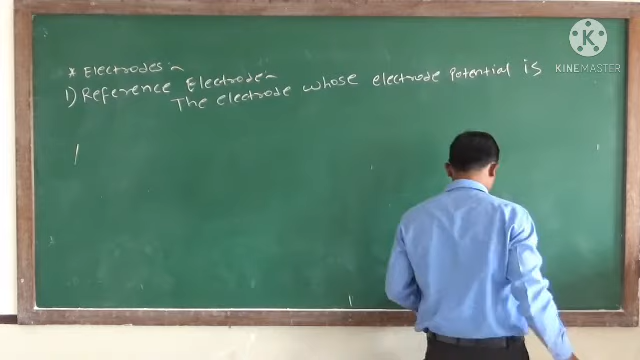 * Electrodes :~
1) Reference Electrode~
The electrode whose electrode potential is
KINEMASTER